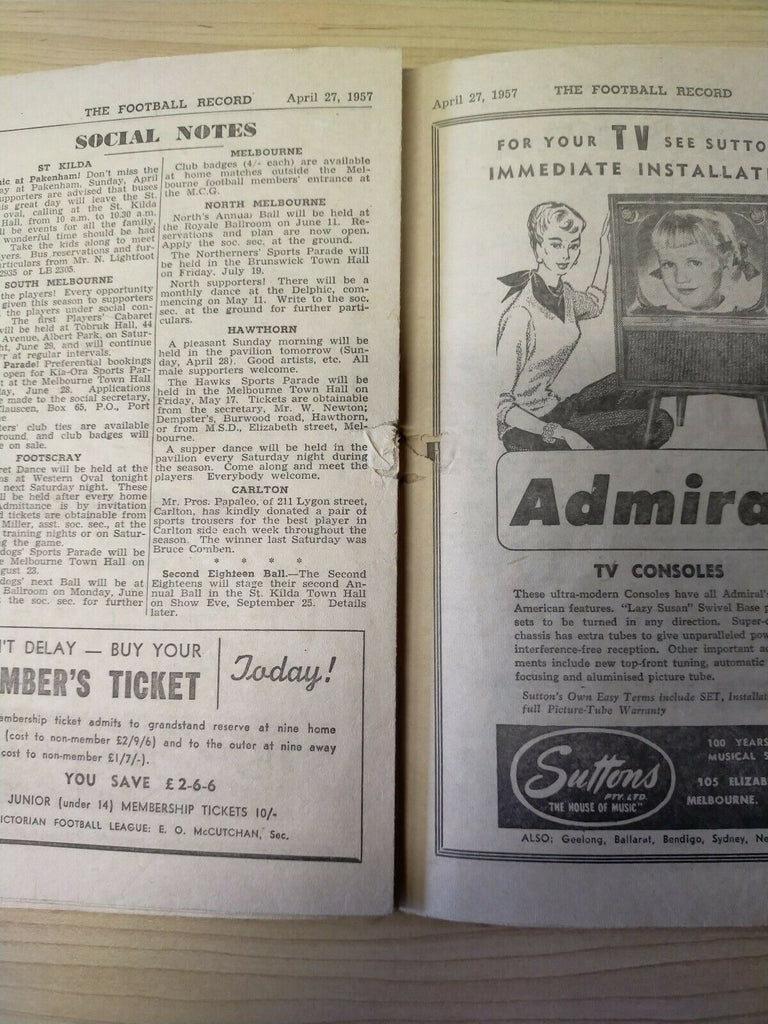 THE FOOTBALL RECORD April 27, 1957
SOCIAL NOTES
ST KILDA
nic at Pakenham! Don't miss the
ay at Pakenham, Sunday, April
upporters are advised that buses
is great day will leave the St.
oval, calling at the St. Kilda
Hall, from 10 a.m. to 10.30 a.m.
ll be events for all the family,
wonderful time should be had
Take the kids along to meet
yers. Bus reservations and fur-
rticulars from Mr. N. Lightfoot
2935 or LB 2305.
SOUTH MELBOURNE
the players! Every opportunity
given this season to supporters
the players under social con-
The first Players' Cabaret
will be held at Tobruk Hall, 44
Avenue, Albert Park, on Satur-
ht, June 29, and will continue
r at regular intervals.
Parade! Preferential bookings
open for Kia-Ora Sports Par-
t at the Melbourne Town Hall
ay, June 28. Applications
e made to the social secretary,
lauscen, Box 65, P.O., Port
e
ters' club ties are available
round, and club badges will
e on sale.
FOOTSCRAY
ret Dance will be held at the
ns at Western Oval tonight
next Saturday night. These
ll be held after every home
Admittance is by invitation
d tickets are obtainable from
Miller, asst. soc. sec., at the
training nights or on Satur-
g the game.
dogs' Sports Parade will be
e Melbourne Town Hall on
gust 23.
dogs' next Ball will be at
Ballroom on Monday, June
the soc. sec. for further
MELBOURNE
Club badges (4/- each) are available
at home matches outside the Mel-
bourne football members' entrance at
the M.C.G.
NORTH MELBOURNE
North's Annual Ball will be held at
the Royale Ballroom on June 11. Re-
servations and plan are now open.
Apply the soc. sec. at the ground.
The Northerners' Sports Parade will
be held in the Brunswick Town Hall
on Friday, July 19.
North supporters! There will be a
monthly dance at the Delphic, com-
mencing on May 11. Write to the soc.
sec. at the ground for further parti-
culars.
HAWTHORN
A pleasant Sunday morning will be
held in the pavilion tomorrow (Sun-
day, April 28). Good artists, etc. All
male supporters welcome.
The Hawks Sports Parade will be
held in the Melbourne Town Hall on
Friday, May 17. Tickets are obtainable
from the secretary, Mr. W. Newton;
Dempster's, Burwood road, Hawthorn,
or from M.S.D., Elizabeth street, Mel-
bourne.
A supper dance will be held in the
pavilion every Saturday night during
the season. Come along and meet the
players Everybody welcome.
CARLTON
Mr. Pros. Papaleo, of 211 Lygon street,
Carlton, has kindly donated a pair of
sports trousers for the best player in
Carlton side each week throughout the
season. The winner last Saturday was
Bruce Comben.
* * * *
Second Eighteen Ball.—The Second
Eighteens will stage their second An-
nual Ball in the St. Kilda Town Hall
on Show Eve, September 25. Details
later.
'T DELAY — BUY YOUR
MBER'S TICKET
Today!
embership ticket admits to grandstand reserve at nine home
(cost to non-member £2/9/6) and to the outer at nine away
cost to non-member £1/7/-).
YOU SAVE £2-6-6
JUNIOR (under 14) MEMBERSHIP TICKETS 10/-
ICTORIAN FOOTBALL LEAGUE: E. O. McCUTCHAN, Sec.
April 27, 1957 THE FOOTBALL RECORD
FOR YOUR TV SEE SUTTO
IMMEDIATE INSTALLAT
Admira
TV CONSOLES
These ultra-modern Consoles have all Admiral's
American features. "Lazy Susan" Swivel Base p
sets to be turned in any direction. Super-c
chassis has extra tubes to give unparalleled pow
interference-free reception. Other important ad
ments include new top-front tuning, automatic
focusing and aluminised picture tube.
Sutton's Own Easy Terms include SET, Installat
full Picture-Tube Warranty
Suttons
PTY. LTD.
THE HOUSE OF MUSIC"
100 YEARS
MUSICAL S
105 ELIZAB
MELBOURNE.
ALSO: Geelong, Ballarat, Bendigo, Sydney, Ne